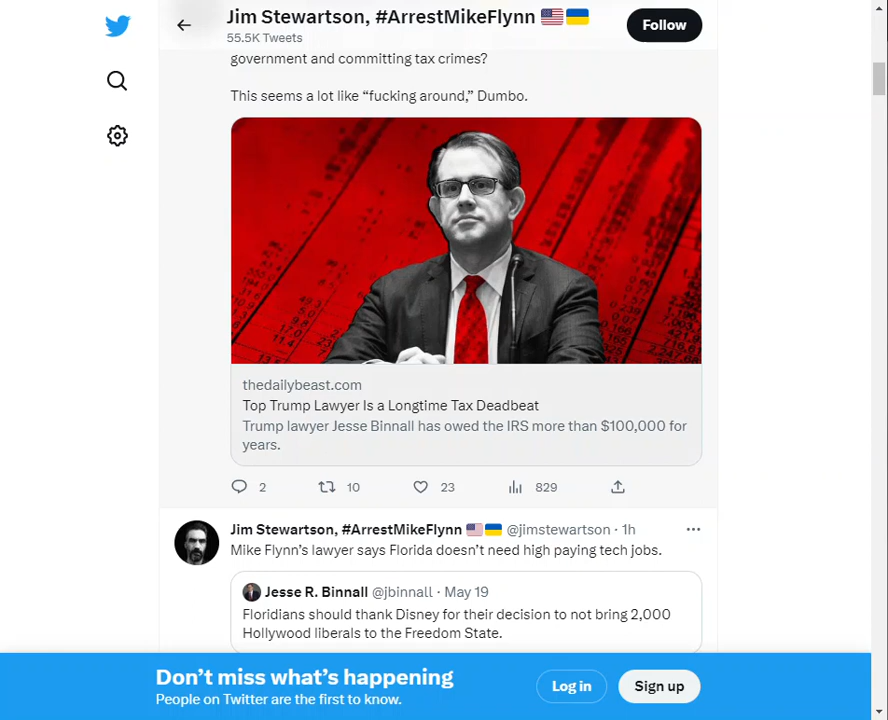 Jim Stewartson, #ArrestMikeFlynn 🇺🇸🇺🇦
55.5K Tweets
Follow
government and committing tax crimes?
This seems a lot like “fucking around,” Dumbo.
thedailybeast.com
Top Trump Lawyer Is a Longtime Tax Deadbeat
Trump lawyer Jesse Binnall has owed the IRS more than $100,000 for
years.
2 10 23 829
Jim Stewartson, #ArrestMikeFlynn 🇺🇸🇺🇦 @jimstewartson · 1h
Mike Flynn’s lawyer says Florida doesn’t need high paying tech jobs.
Jesse R. Binnall @jbinnall · May 19
Floridians should thank Disney for their decision to not bring 2,000
Hollywood liberals to the Freedom State.
Don’t miss what’s happening
People on Twitter are the first to know.
Log in
Sign up